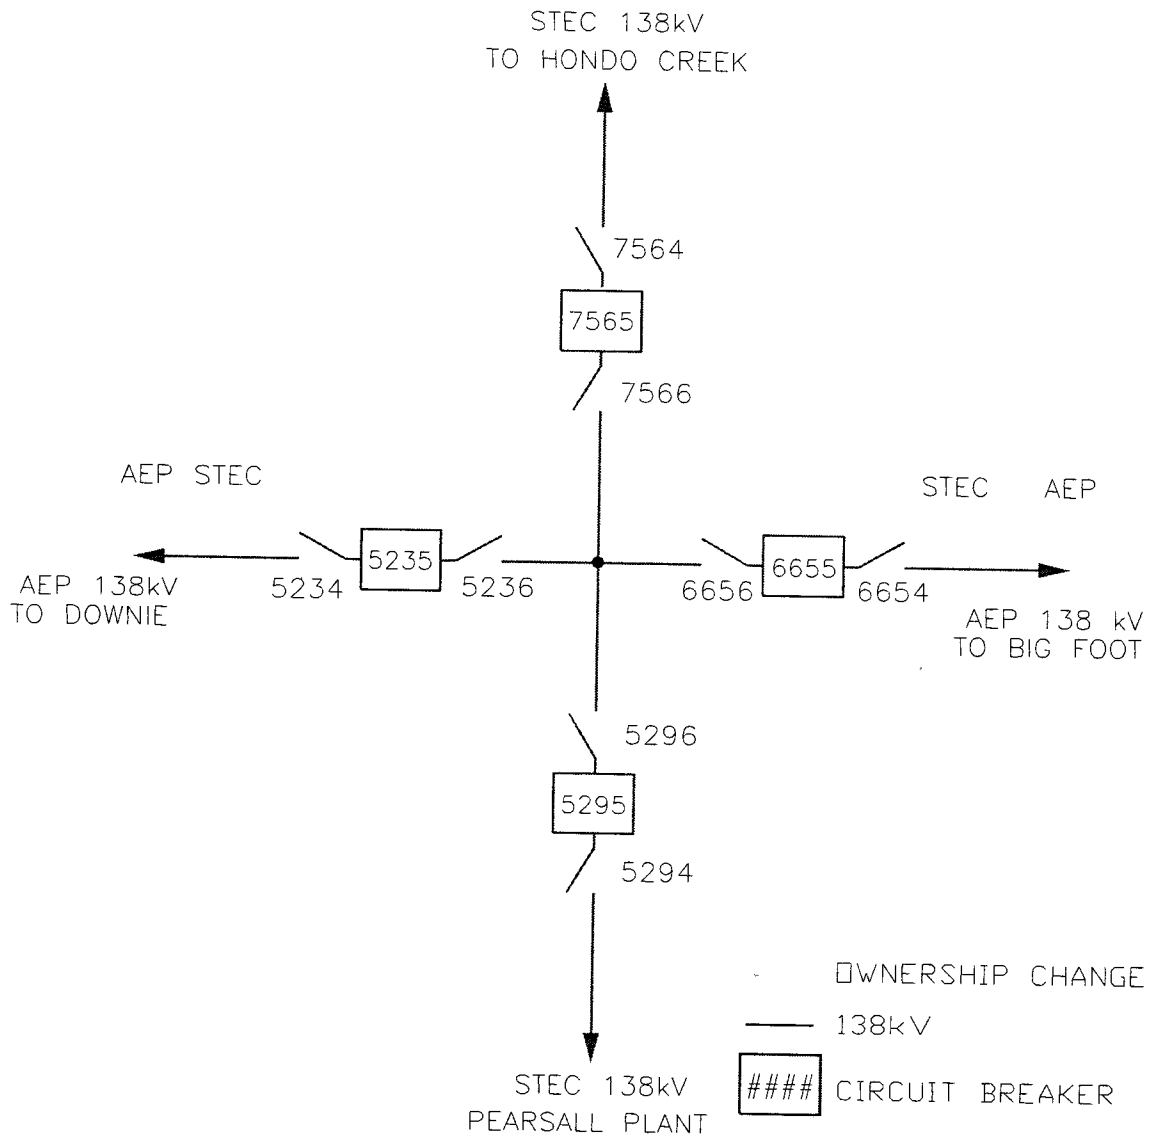 STEC 138kV
TO HONDO CREEK
7564
7565
7566
AEP STEC
STEC AEP
5235
5234
5236
6655
6656
6654
AEP 138kV
TO DOWNIE
AEP 138 kV
TO BIG FOOT
5296
5295
5294
OWNERSHIP CHANGE
138kV
#### CIRCUIT BREAKER
STEC 138kV
PEARSALL PLANT